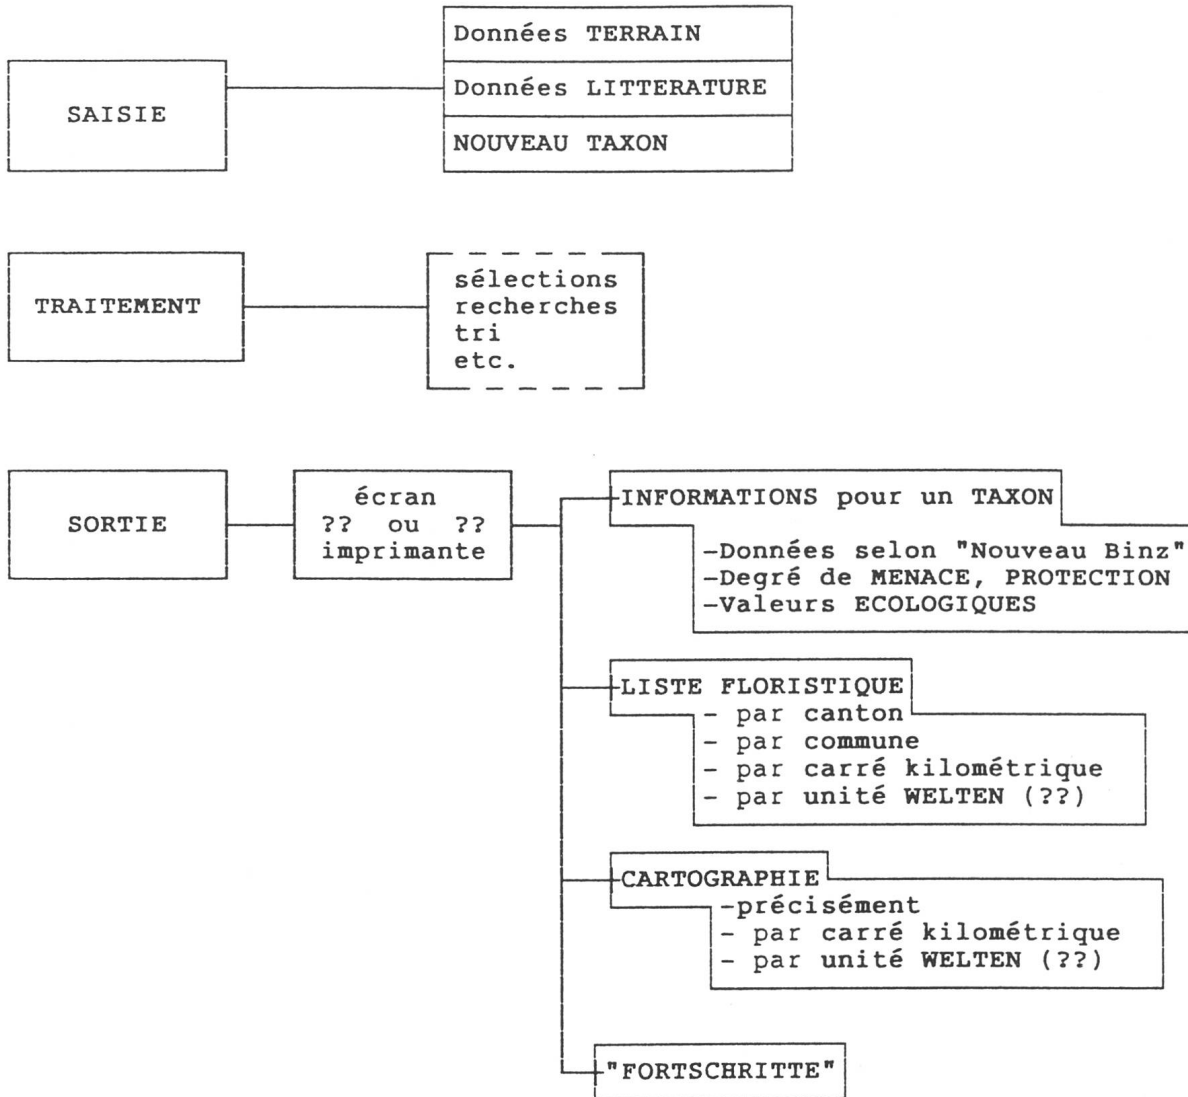 Données TERRAIN
SAISIE
Données LITTERATURE
NOUVEAU TAXON
TRAITEMENT
sélections
recherches
tri
etc.
SORTIE
écran
?? ou ??
imprimante
INFORMATIONS pour un TAXON
-Données selon "Nouveau Binz"
-Degré de MENACE, PROTECTION
-Valeurs ECOLOGIQUES
LISTE FLORISTIQUE
- par canton
- par commune
- par carré kilométrique
- par unité WELTEN (??)
CARTOGRAPHIE
-précisément
- par carré kilométrique
- par unité WELTEN (??)
"FORTSCHRITTE"